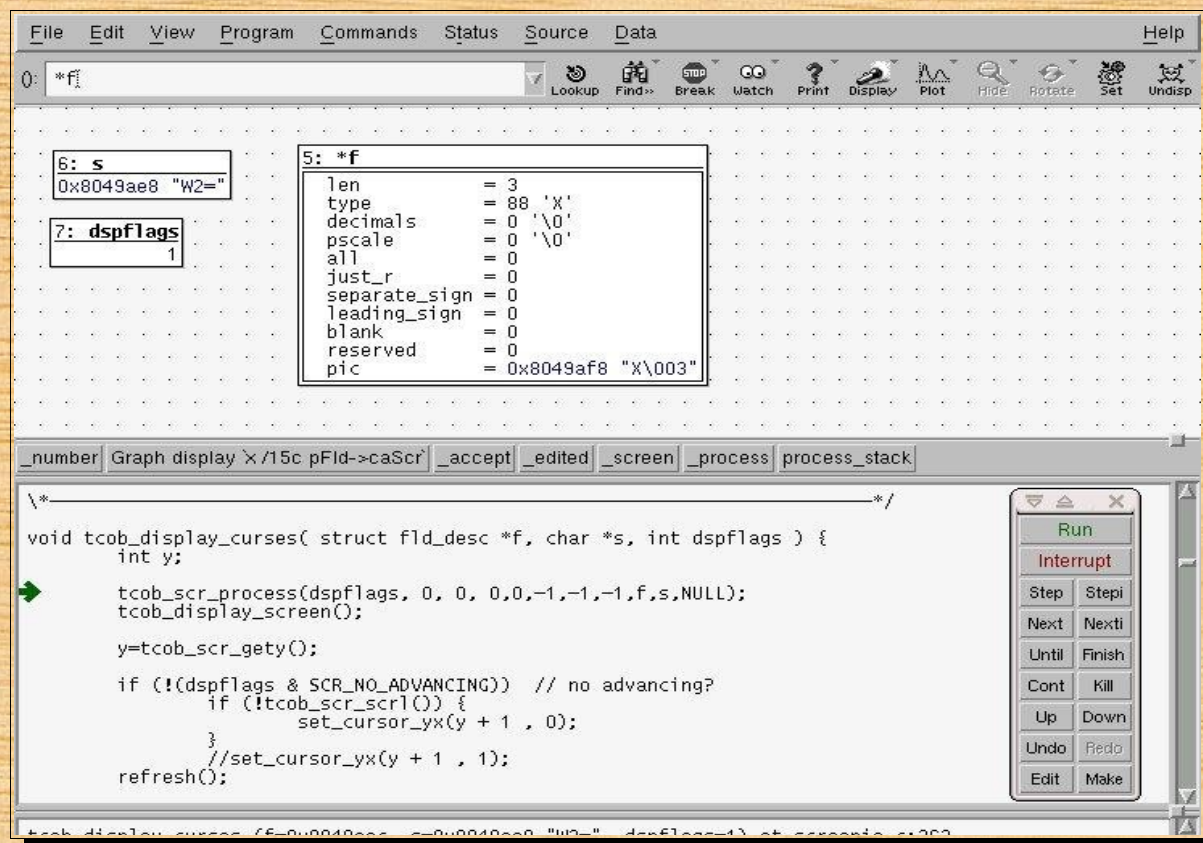 File Edit View Program Commands Status Source Data Help
(): *f
Lookup Find» Break Watch Print Display Plot Hide Rotate Set Undisp
STOP
6: s
0x8049ae8 "W2="
7: dspflags
1
5: *f
len = 3
type = 88 'X'
decimals = 0 '\0'
pscale = 0 '\0'
all = 0
just_r = 0
separate_sign = 0
leading_sign = 0
blank = 0
reserved = 0
pic = 0x8049af8 "X\003"
_number Graph display `x /15c pFld->caScr` _accept _edited _screen _process process_stack
\*—*/
void tcob_display_curses( struct fld_desc *f, char *s, int dspflags ) {
int y;
tcob_scr_process(dspflags, 0, 0, 0,0,–1,–1,–1,f,s,NULL);
tcob_display_screen();
y=tcob_scr_gety();
if (!(dspflags & SCR_NO_ADVANCING)) // no advancing?
if (!tcob_scr_scrl()) {
set_cursor_yx(y + 1 , 0);
}
//set_cursor_yx(y + 1 , 1);
refresh();
Run
Interrupt
Step Stepi
Next Nexti
Until Finish
Cont Kill
Up Down
Undo Redo
Edit Make